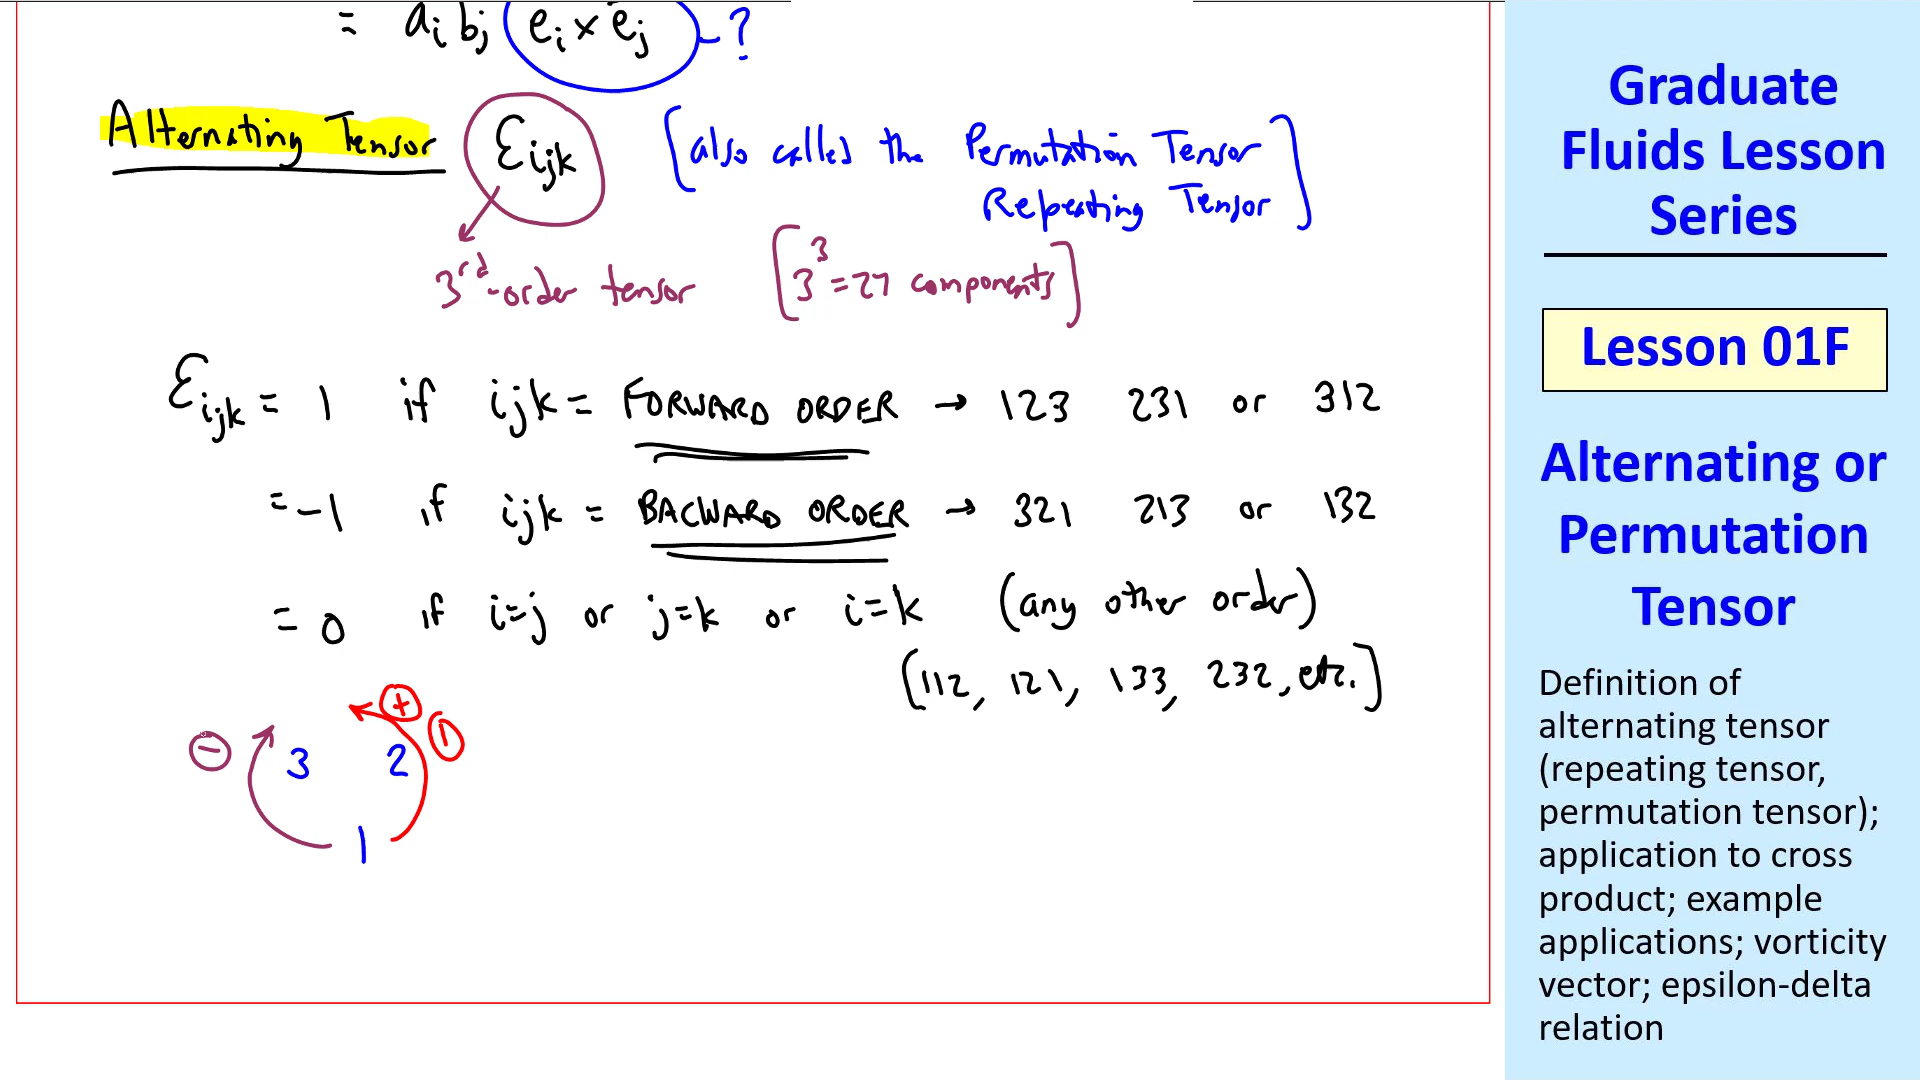 = aᵢ bⱼ eᵢ × eⱼ - ?
Alternating Tensor εijk [also called the Permutation Tensor
Repeating Tensor]
3rd-order tensor [3³ = 27 components]
εijk = 1 if ijk = FORWARD ORDER → 123 231 or 312
= -1 if ijk = BACWARD ORDER → 321 213 or 132
= 0 if i=j or j=k or i=k (any other order)
(112, 121, 133, 232, etc.]
+
1
−
3 2
1
Graduate
Fluids Lesson
Series
Lesson 01F
Alternating or
Permutation
Tensor
Definition of
alternating tensor
(repeating tensor,
permutation tensor);
application to cross
product; example
applications; vorticity
vector; epsilon-delta
relation